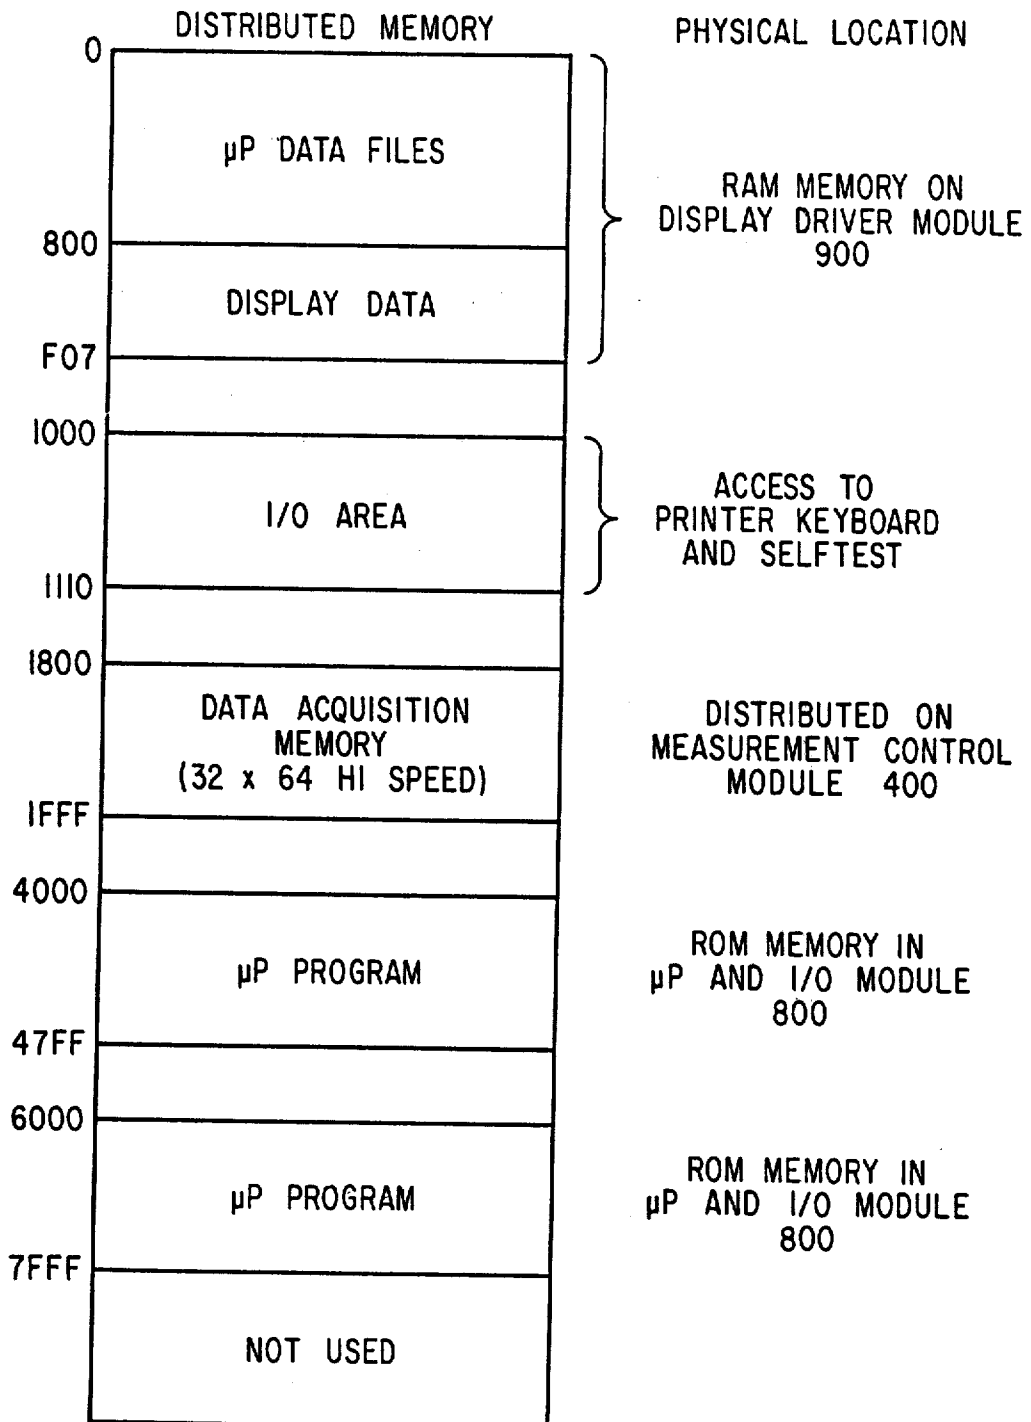 DISTRIBUTED MEMORY
PHYSICAL LOCATION
0
µP DATA FILES
RAM MEMORY ON
DISPLAY DRIVER MODULE
900
800
DISPLAY DATA
F07
1000
I/O AREA
ACCESS TO
PRINTER KEYBOARD
AND SELFTEST
1110
1800
DATA ACQUISITION
MEMORY
(32 x 64 HI SPEED)
DISTRIBUTED ON
MEASUREMENT CONTROL
MODULE 400
1FFF
4000
µP PROGRAM
ROM MEMORY IN
µP AND I/O MODULE
800
47FF
6000
µP PROGRAM
ROM MEMORY IN
µP AND I/O MODULE
800
7FFF
NOT USED